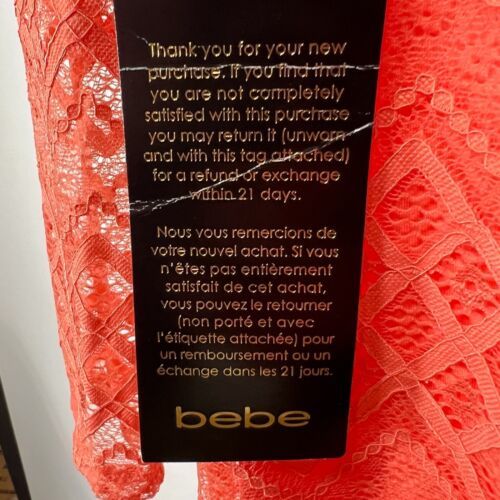 Thank you for your new
purchase. If you find that
you are not completely
satisfied with this purchase
you may return it (unworn
and with this tag attached)
for a refund or exchange
within 21 days.
Nous vous remercions de
votre nouvel achat. Si vous
n'êtes pas entièrement
satisfait de cet achat,
vous pouvez le retourner
(non porté et avec
l'étiquette attachée) pour
un remboursement ou un
échange dans les 21 jours.
bebe